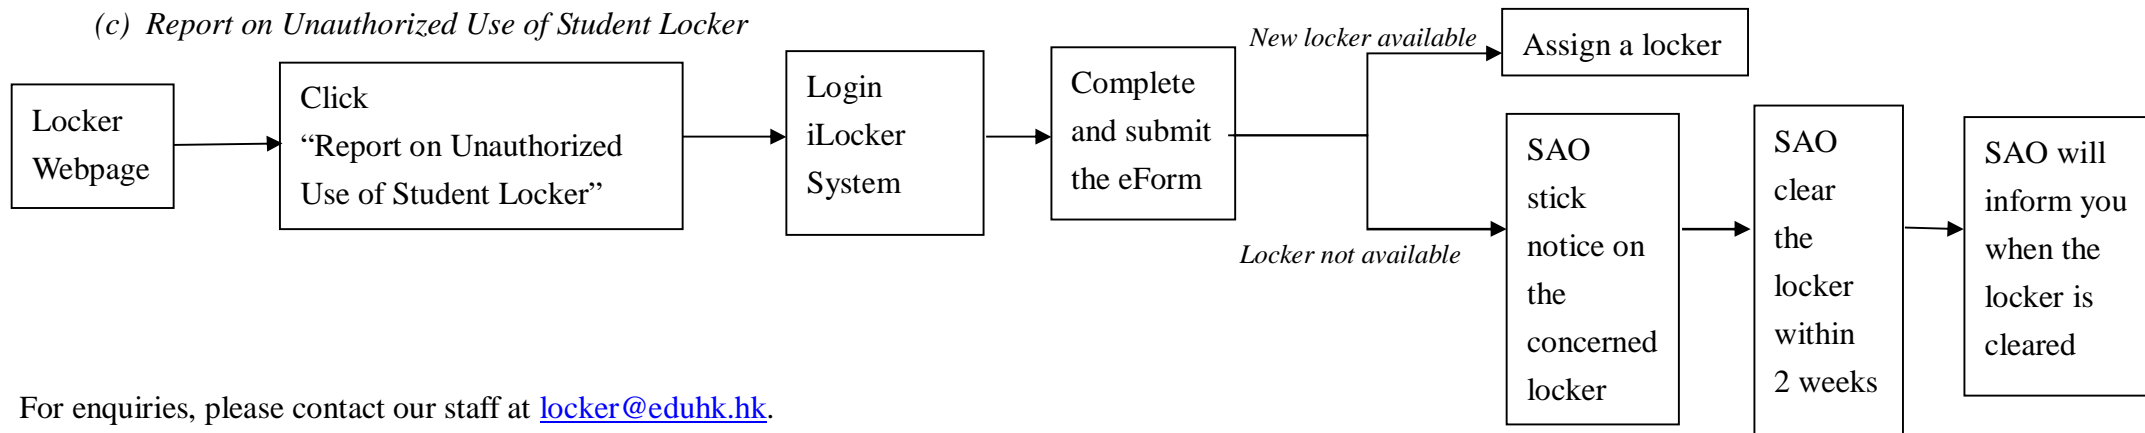 (c) Report on Unauthorized Use of Student Locker
Locker
Webpage
Click
“Report on Unauthorized
Use of Student Locker”
Login
iLocker
System
Complete
and submit
the eForm
New locker available
Assign a locker
Locker not available
SAO
stick
notice on
the
concerned
locker
SAO
clear
the
locker
within
2 weeks
SAO will
inform you
when the
locker is
cleared
For enquiries, please contact our staff at locker@eduhk.hk.